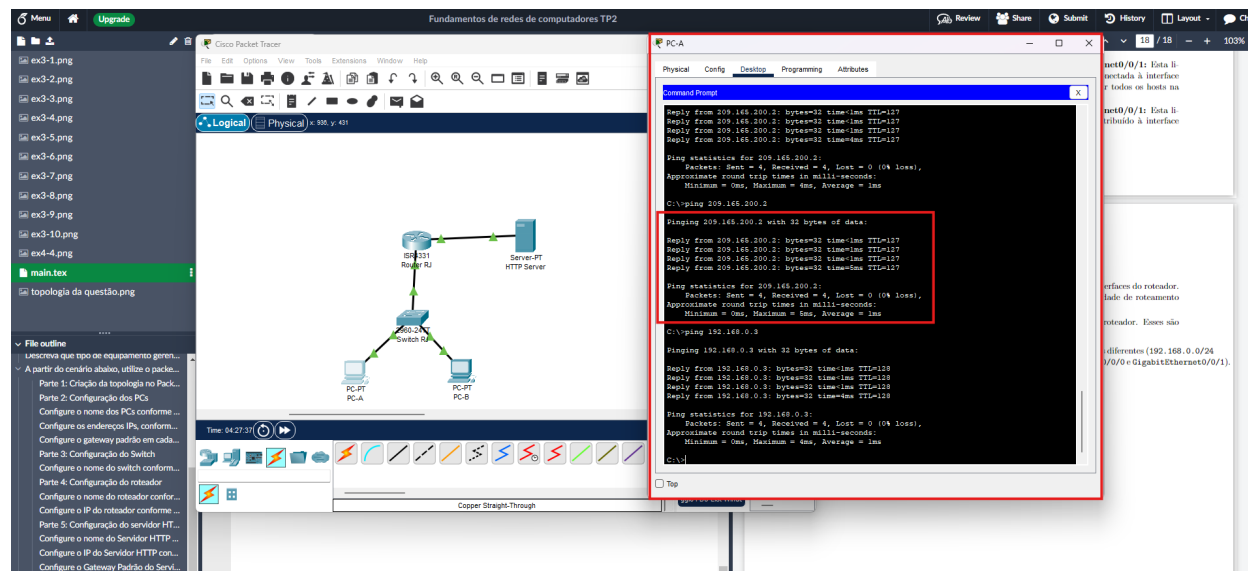 Menu
Upgrade
Fundamentos de redes de computadores TP2
Review
Share
Submit
History
Layout
18 / 18
103%
ex3-1.png
ex3-2.png
ex3-3.png
ex3-4.png
ex3-5.png
ex3-6.png
ex3-7.png
ex3-8.png
ex3-9.png
ex3-10.png
ex4-4.png
main.tex
topologia da questão.png
File outline
Descreva que tipo de equipamento geren...
A partir do cenário abaixo, utilize o packe...
Parte 1: Criação da topologia no Pack...
Parte 2: Configuração dos PCs
Configure o nome dos PCs conforme ...
Configure os endereços IPs, conform...
Configure o gateway padrão em cada...
Parte 3: Configuração do Switch
Configure o nome do switch conform...
Parte 4: Configuração do roteador
Configure o nome do roteador confor...
Configure o IP do roteador conforme ...
Parte 5: Configuração do servidor HT...
Configure o nome do Servidor HTTP ...
Configure o IP do Servidor HTTP con...
Configure o Gateway Padrão do Servi...
Cisco Packet Tracer
File Edit Options View Tools Extensions Window Help
Logical
Physical
x: 938, y: 431
ISR4331
Router RJ
Server-PT
HTTP Server
2960-24TT
Switch RJ
PC-PT
PC-A
PC-PT
PC-B
Time: 04:27:37
Copper Straight-Through
PC-A
Physical Config Desktop Programming Attributes
Command Prompt
X
Reply from 209.165.200.2: bytes=32 time<1ms TTL=127
Reply from 209.165.200.2: bytes=32 time<1ms TTL=127
Reply from 209.165.200.2: bytes=32 time=4ms TTL=127
Ping statistics for 209.165.200.2:
Packets: Sent = 4, Received = 4, Lost = 0 (0% loss),
Approximate round trip times in milli-seconds:
Minimum = 0ms, Maximum = 4ms, Average = 1ms
C:\>ping 209.165.200.2
Pinging 209.165.200.2 with 32 bytes of data:
Reply from 209.165.200.2: bytes=32 time<1ms TTL=127
Reply from 209.165.200.2: bytes=32 time=1ms TTL=127
Reply from 209.165.200.2: bytes=32 time<1ms TTL=127
Reply from 209.165.200.2: bytes=32 time=5ms TTL=127
Ping statistics for 209.165.200.2:
Packets: Sent = 4, Received = 4, Lost = 0 (0% loss),
Approximate round trip times in milli-seconds:
Minimum = 0ms, Maximum = 5ms, Average = 1ms
C:\>ping 192.168.0.3
Pinging 192.168.0.3 with 32 bytes of data:
Reply from 192.168.0.3: bytes=32 time<1ms TTL=128
Reply from 192.168.0.3: bytes=32 time<1ms TTL=128
Reply from 192.168.0.3: bytes=32 time<1ms TTL=128
Reply from 192.168.0.3: bytes=32 time=4ms TTL=128
Ping statistics for 192.168.0.3:
Packets: Sent = 4, Received = 4, Lost = 0 (0% loss),
Approximate round trip times in milli-seconds:
Minimum = 0ms, Maximum = 4ms, Average = 1ms
C:\>
Top
net0/0/1: Esta li-
nectada à interface
r todos os hosts na
net0/0/1: Esta li-
tribuído à interface
erfaces do roteador.
dade de roteamento
roteador. Esses são
diferentes (192.168.0.0/24
0/0/0 e GigabitEthernet0/0/1).